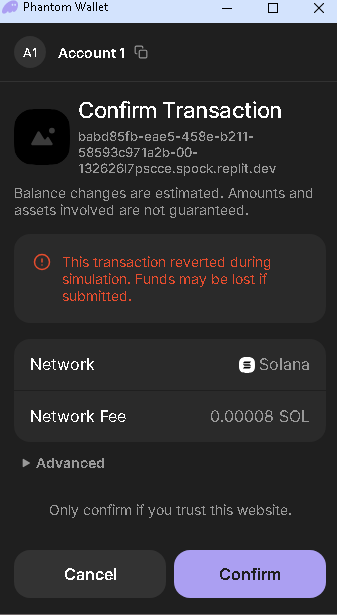 Phantom Wallet
A1 Account 1
Confirm Transaction
babd85fb-eae5-458e-b211-
58593c971a2b-00-
132626l7pscce.spock.replit.dev
Balance changes are estimated. Amounts and
assets involved are not guaranteed.
This transaction reverted during
simulation. Funds may be lost if
submitted.
Network Solana
Network Fee 0.00008 SOL
Advanced
Only confirm if you trust this website.
Cancel Confirm